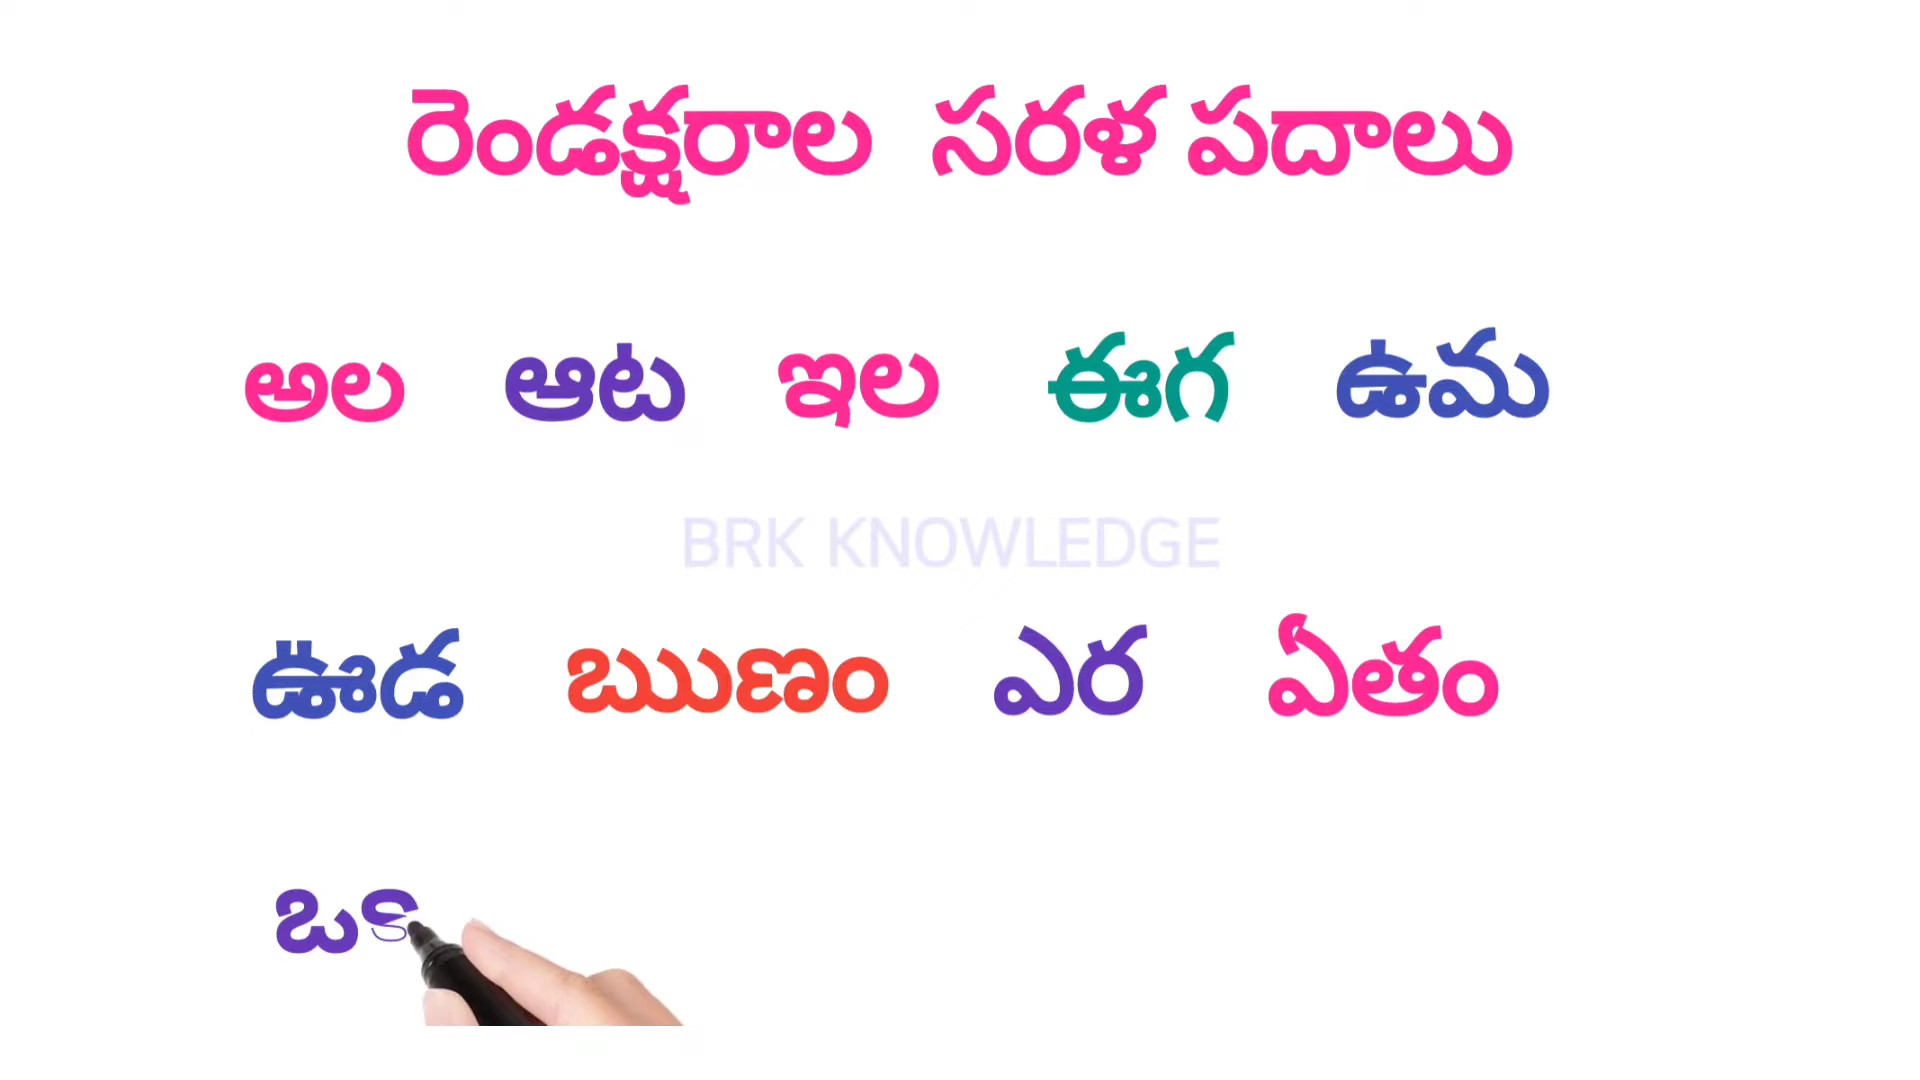 రెండక్షరాల సరళ పదాలు
అల ఆట ఇల ఈగ ఉమ
BRK KNOWLEDGE
ఊడ ఋణం ఎర ఏతం